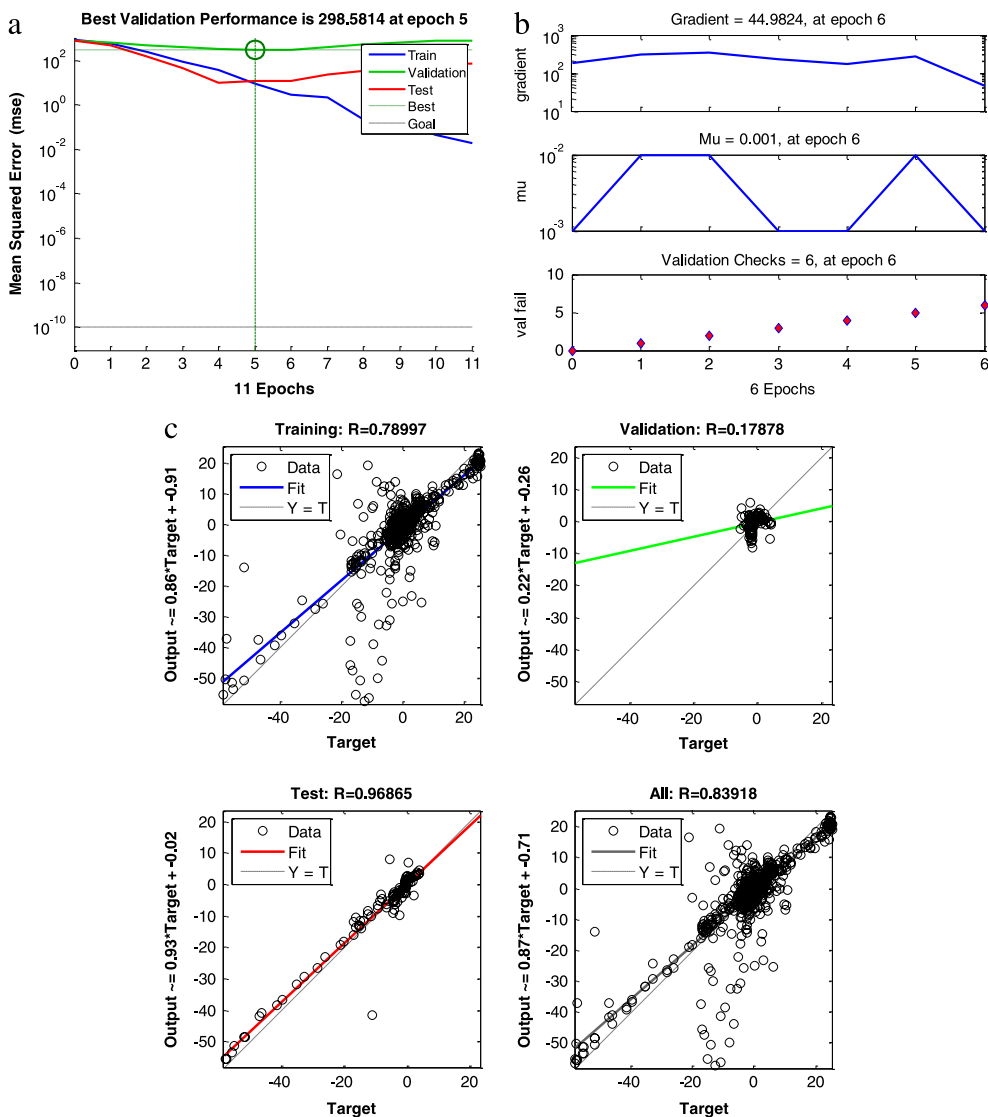 a
Best Validation Performance is 298.5814 at epoch 5
Mean Squared Error (mse)
10^2
10^0
10^-2
10^-4
10^-6
10^-8
10^-10
Train
Validation
Test
Best
Goal
0 1 2 3 4 5 6 7 8 9 10 11
11 Epochs
b
Gradient = 44.9824, at epoch 6
gradient
10^3
10^2
10^1
Mu = 0.001, at epoch 6
mu
10^-2
10^-3
Validation Checks = 6, at epoch 6
val fail
10
5
0
0 1 2 3 4 5 6
6 Epochs
c
Training: R=0.78997
Output ~= 0.86*Target + -0.91
20
10
0
-10
-20
-30
-40
-50
Data
Fit
Y = T
-40 -20 0 20
Target
Validation: R=0.17878
Output ~= 0.22*Target + -0.26
20
10
0
-10
-20
-30
-40
-50
Data
Fit
Y = T
-40 -20 0 20
Target
Test: R=0.96865
Output ~= 0.93*Target + -0.02
20
10
0
-10
-20
-30
-40
-50
Data
Fit
Y = T
-40 -20 0 20
Target
All: R=0.83918
Output ~= 0.87*Target + -0.71
20
10
0
-10
-20
-30
-40
-50
Data
Fit
Y = T
-40 -20 0 20
Target